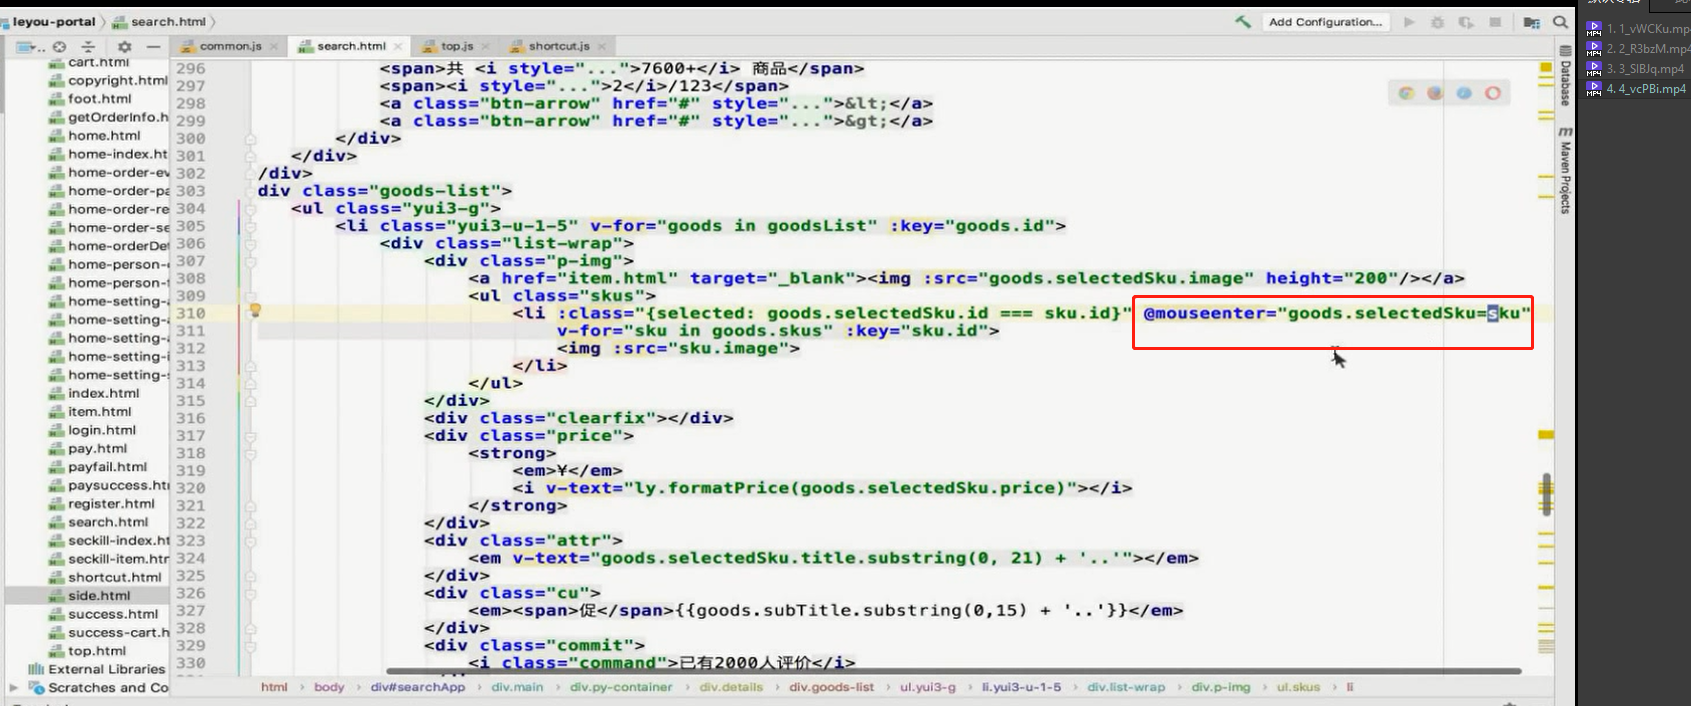 leyou-portal search.html
Add Configuration...
common.js search.html top.js shortcut.js
cart.html
copyright.html
foot.html
getOrderInfo.h
home.html
home-index.ht
home-order-ev
home-order-pa
home-order-re
home-order-se
home-orderDet
home-person-
home-person-
home-setting-
home-setting-
home-setting-
home-setting-i
home-setting-
index.html
item.html
login.html
pay.html
payfail.html
paysuccess.ht
register.html
search.html
seckill-index.ht
seckill-item.htr
shortcut.html
side.html
success.html
success-cart.h
top.html
External Libraries
Scratches and Co
296 <span>共 <i style="...">7600+</i> 商品</span>
297 <span><i style="...">2</i>/123</span>
298 <a class="btn-arrow" href="#" style="...">&lt;</a>
299 <a class="btn-arrow" href="#" style="...">&gt;</a>
300 </div>
301 </div>
302 /div>
303 div class="goods-list">
304 <ul class="yui3-g">
305 <li class="yui3-u-1-5" v-for="goods in goodsList" :key="goods.id">
306 <div class="list-wrap">
307 <div class="p-img">
308 <a href="item.html" target="_blank"><img :src="goods.selectedSku.image" height="200"/></a>
309 <ul class="skus">
310 <li :class="{selected: goods.selectedSku.id === sku.id}" @mouseenter="goods.selectedSku=sku"
311 v-for="sku in goods.skus" :key="sku.id">
312 <img :src="sku.image">
313 </li>
314 </ul>
315 </div>
316 <div class="clearfix"></div>
317 <div class="price">
318 <strong>
319 <em>¥</em>
320 <i v-text="ly.formatPrice(goods.selectedSku.price)"></i>
321 </strong>
322 </div>
323 <div class="attr">
324 <em v-text="goods.selectedSku.title.substring(0, 21) + '..'"></em>
325 </div>
326 <div class="cu">
327 <em><span>促</span>{{goods.subTitle.substring(0,15) + '..'}}</em>
328 </div>
329 <div class="commit">
330 <i class="command">已有2000人评价</i>
html body div#searchApp div.main div.py-container div.details div.goods-list ul.yui3-g li.yui3-u-1-5 div.list-wrap div.p-img ul.skus li
Database
Maven Projects
1. 1_vWCKu.mp
2. 2_R3bzM.mp4
3. 3_SIBJq.mp4
4. 4_vcPBi.mp4